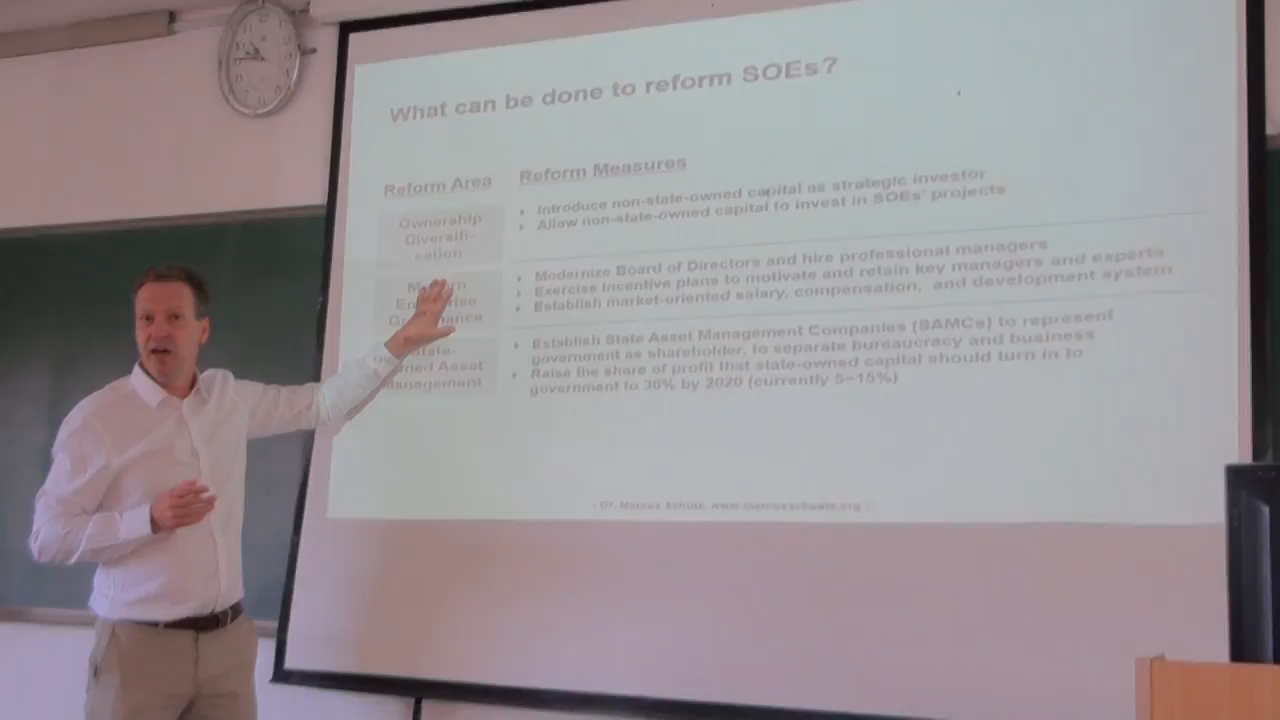 What can be done to reform SOEs?
Reform Area
Reform Measures
Ownership
Diversifi-
cation
Introduce non-state-owned capital as strategic investor
Allow non-state-owned capital to invest in SOEs' projects
Modernize Board of Directors and hire professional managers
Exercise incentive plans to motivate and retain key managers and experts
Establish market-oriented salary, compensation, and development system
Asset
Establish State Asset Management Companies (SAMCs) to represent
government as shareholder, to separate bureaucracy and business
Raise the share of profit that state-owned capital should turn in to
government to 30% by 2020 (currently 5–15%)
- Dr. Marcus Schütz, www.marcusschuetz.org -